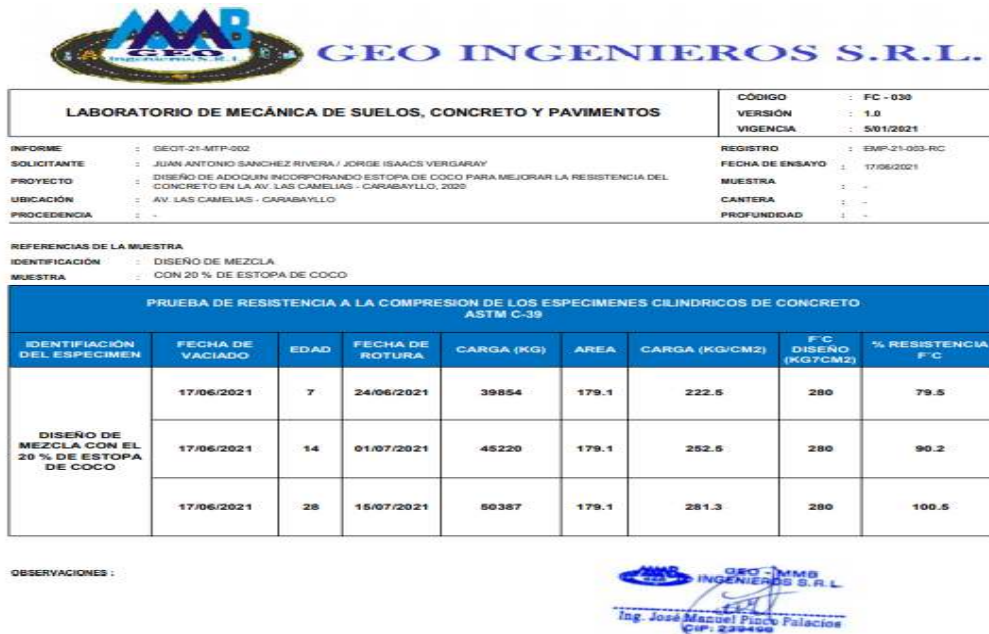 MMB
GEO
Ingenieros S.R.L.
GEO INGENIEROS S.R.L.
LABORATORIO DE MECÁNICA DE SUELOS, CONCRETO Y PAVIMENTOS
CÓDIGO : FC - 030
VERSIÓN : 1.0
VIGENCIA : 5/01/2021
INFORME : GEOT-21-MTP-002
REGISTRO : EMP-21-003-RC
SOLICITANTE : JUAN ANTONIO SANCHEZ RIVERA / JORGE ISAACS VERGARAY
FECHA DE ENSAYO : 17/06/2021
PROYECTO : DISEÑO DE ADOQUIN INCORPORANDO ESTOPA DE COCO PARA MEJORAR LA RESISTENCIA DEL
CONCRETO EN LA AV. LAS CAMELIAS - CARABAYLLO, 2020
MUESTRA : -
UBICACIÓN : AV. LAS CAMELIAS - CARABAYLLO
CANTERA : -
PROCEDENCIA : -
PROFUNDIDAD : -
REFERENCIAS DE LA MUESTRA
IDENTIFICACIÓN : DISEÑO DE MEZCLA
MUESTRA : CON 20 % DE ESTOPA DE COCO
PRUEBA DE RESISTENCIA A LA COMPRESION DE LOS ESPECIMENES CILINDRICOS DE CONCRETO
ASTM C-39
IDENTIFIACIÓN DEL ESPECIMEN FECHA DE VACIADO EDAD FECHA DE ROTURA CARGA (KG) AREA CARGA (KG/CM2) F´C DISEÑO (KG7CM2) % RESISTENCIA F´C
DISEÑO DE MEZCLA CON EL 20 % DE ESTOPA DE COCO
17/06/2021 7 24/06/2021 39854 179.1 222.5 280 79.5
17/06/2021 14 01/07/2021 45220 179.1 252.5 280 90.2
17/06/2021 28 15/07/2021 50387 179.1 281.3 280 100.5
OBSERVACIONES :
GEO - MMB
INGENIEROS S.R.L
Ing. José Manuel Pinco Palacios
CIP: 239400